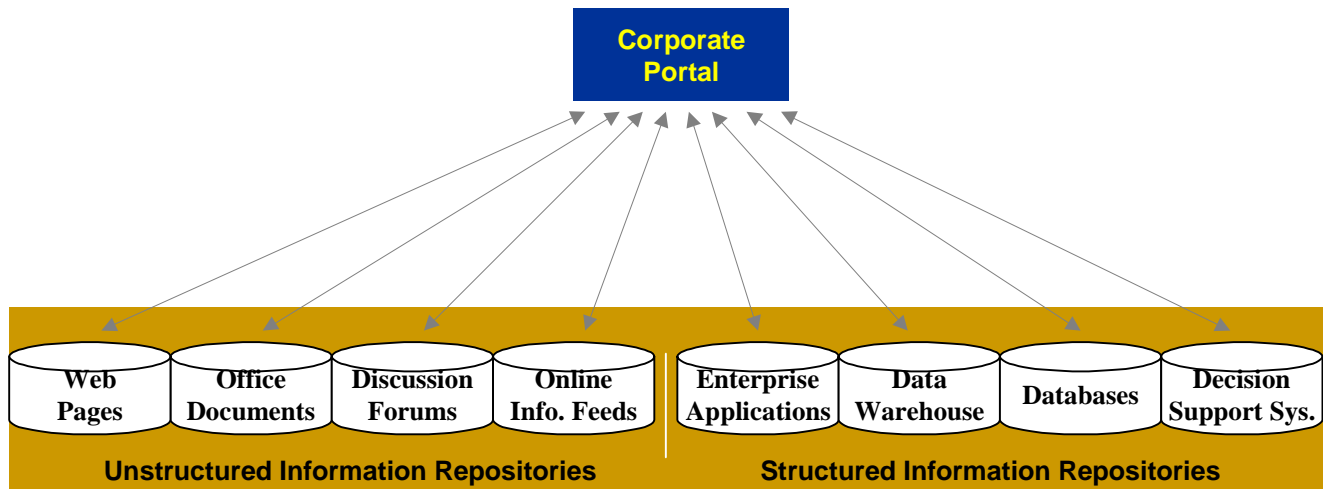 Corporate
Portal
Web
Pages
Office
Documents
Discussion
Forums
Online
Info. Feeds
Enterprise
Applications
Data
Warehouse
Databases
Decision
Support Sys.
Unstructured Information Repositories
Structured Information Repositories